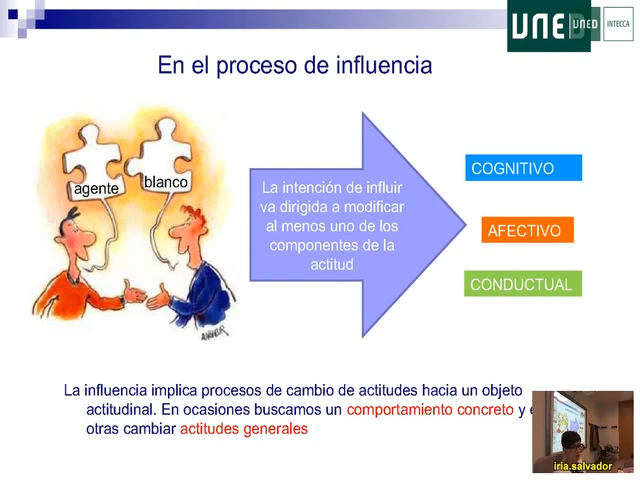 UNED
UNED
INTECCA
En el proceso de influencia
agente
blanco
La intención de influir
va dirigida a modificar
al menos uno de los
componentes de la
actitud
COGNITIVO
AFECTIVO
CONDUCTUAL
La influencia implica procesos de cambio de actitudes hacia un objeto
actitudinal. En ocasiones buscamos un comportamiento concreto y
otras cambiar actitudes generales
iria.salvador